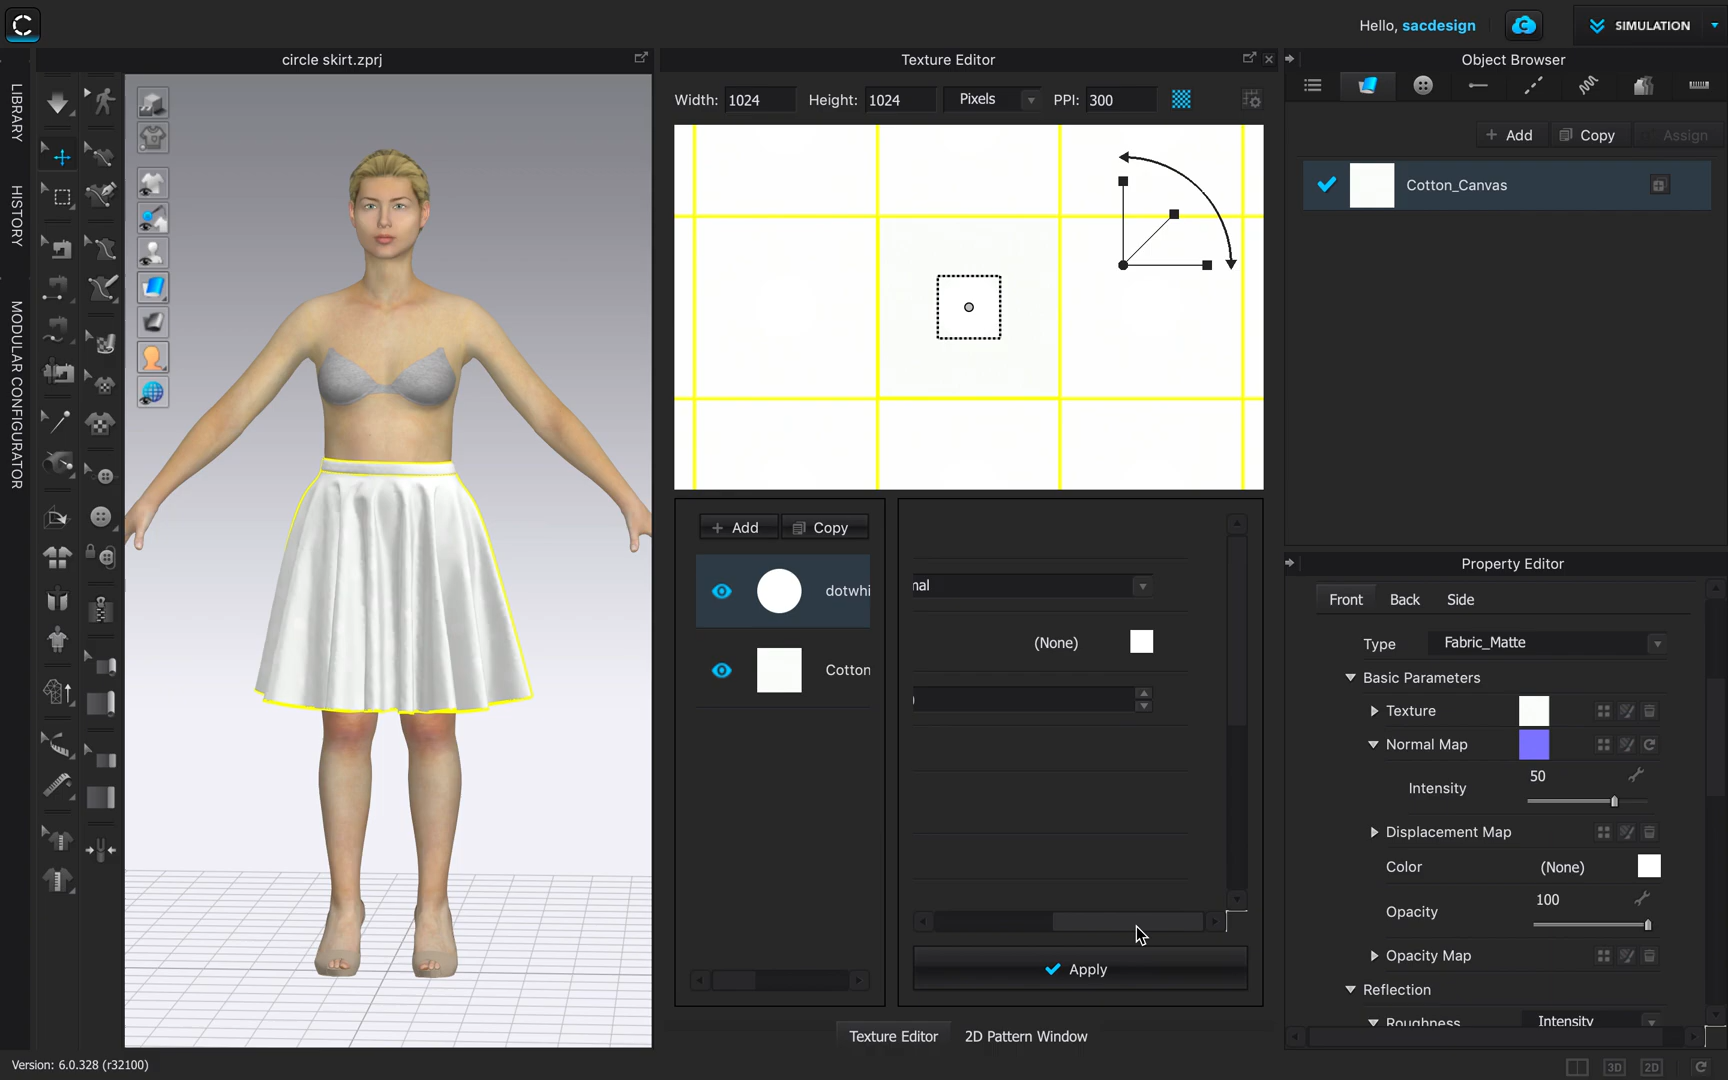 Hello, sacdesign
SIMULATION
LIBRARY
HISTORY
MODULAR CONFIGURATOR
circle skirt.zprj
Texture Editor
Width: 1024 Height: 1024 Pixels PPI: 300
+ Add Copy
dotwhi
Cotton
nal
(None)
Apply
Texture Editor 2D Pattern Window
Object Browser
+ Add Copy Assign
Cotton_Canvas
Property Editor
Front Back Side
Type Fabric_Matte
Basic Parameters
Texture
Normal Map
50
Intensity
Displacement Map
Color (None)
100
Opacity
Opacity Map
Reflection
Roughness Intensity
Version: 6.0.328 (r32100)
3D 2D